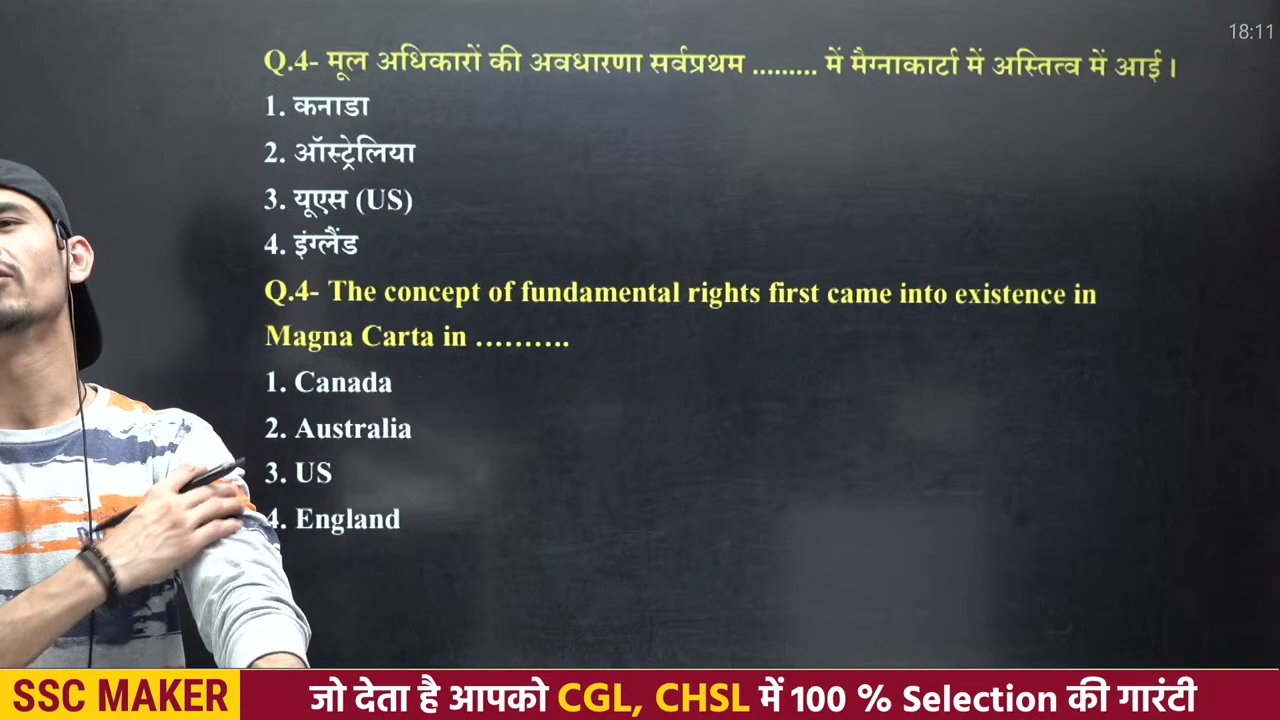 18:11
Q.4- मूल अधिकारों की अवधारणा सर्वप्रथम ......... में मैग्नाकार्टा में अस्तित्व में आई।
1. कनाडा
2. ऑस्ट्रेलिया
3. यूएस (US)
4. इंग्लैंड
Q.4- The concept of fundamental rights first came into existence in
Magna Carta in ……….
1. Canada
2. Australia
3. US
4. England
SSC MAKER
जो देता है आपको CGL, CHSL में 100 % Selection की गारंटी